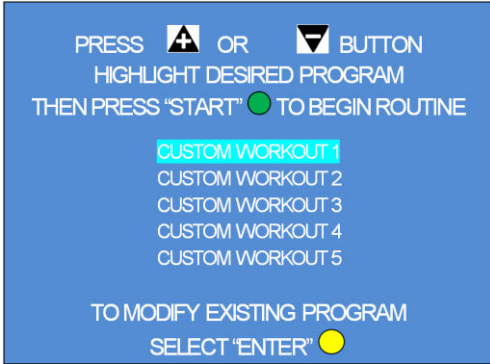 PRESS + OR - BUTTON
HIGHLIGHT DESIRED PROGRAM
THEN PRESS “START” TO BEGIN ROUTINE
CUSTOM WORKOUT 1
CUSTOM WORKOUT 2
CUSTOM WORKOUT 3
CUSTOM WORKOUT 4
CUSTOM WORKOUT 5
TO MODIFY EXISTING PROGRAM
SELECT “ENTER”